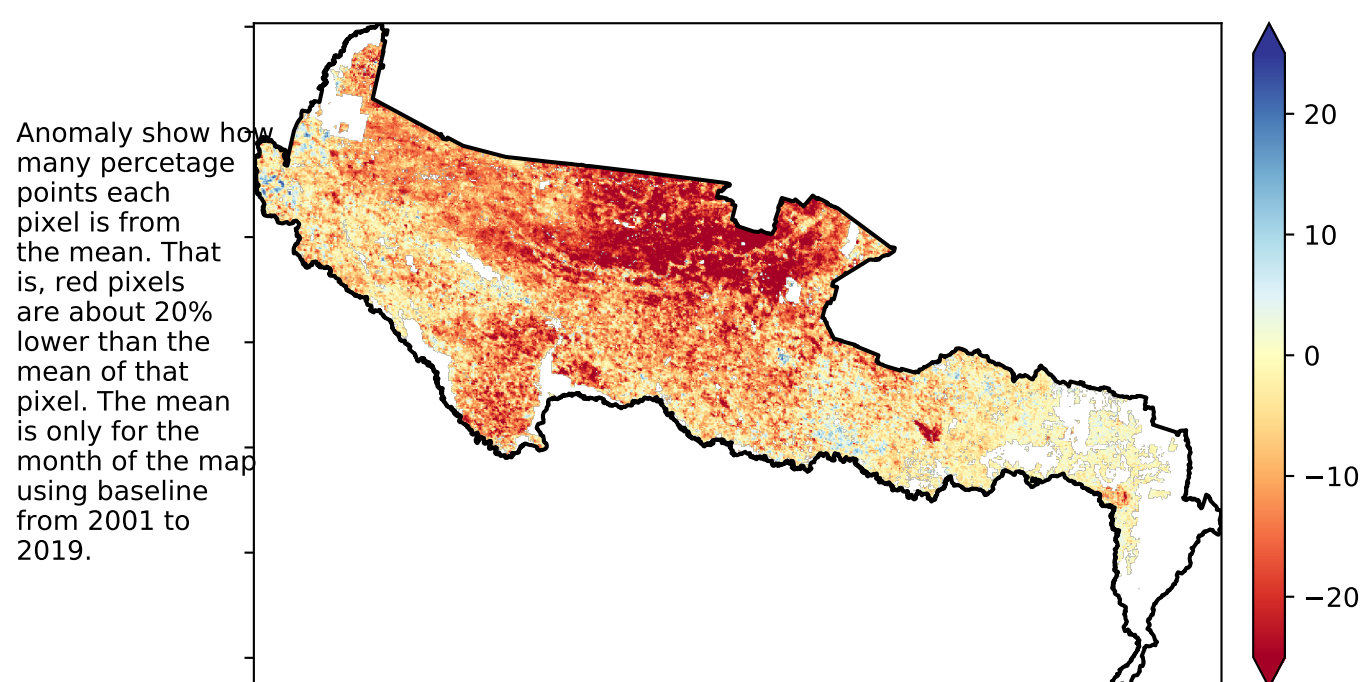 Anomaly show how
many percetage
points each
pixel is from
the mean. That
is, red pixels
are about 20%
lower than the
mean of that
pixel. The mean
is only for the
month of the map
using baseline
from 2001 to
2019.
20
10
0
−10
−20